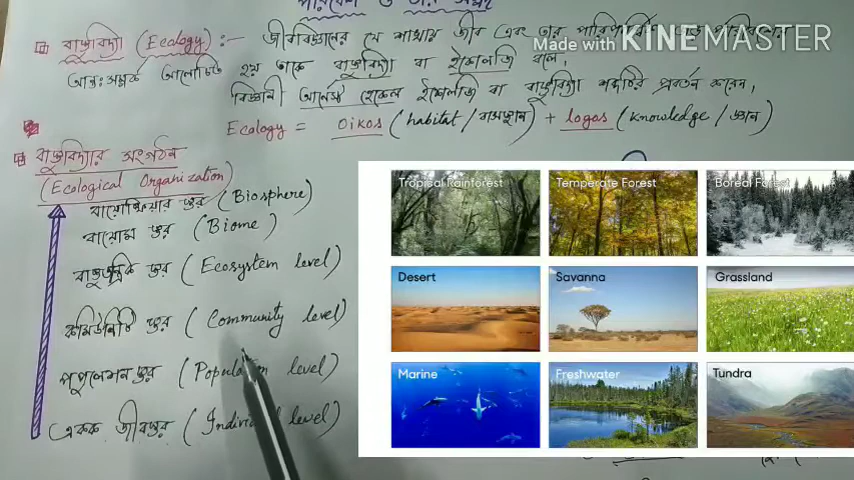 পরিবেশ ও তার সম্পদ
বাস্তুবিদ্যা (Ecology) :- জীববিজ্ঞানের যে শাখায় জীব এবং তার পারিপার্শ্বিক
আন্তঃসম্পর্ক আলোচিত হয় তাকে বাস্তুবিদ্যা বা ইকোলজি বলে,
বিজ্ঞানী আর্নেস্ট হেকেল ইকোলজি বা বাস্তুবিদ্যা শব্দটির প্রবর্তন করেন,
Ecology = Oikos (habitat / বাসস্থান) + logos (knowledge / জ্ঞান)
বাস্তুবিদ্যার সংগঠন
(Ecological Organization)
বায়োস্ফিয়ার স্তর (Biosphere)
বায়োম স্তর (Biome)
বাস্তুতান্ত্রিক স্তর (Ecosystem level)
কমিউনিটি স্তর (Community level)
পপুলেশন স্তর (Population level)
একক জীবস্তর (Individual level)
Made with KINEMASTER
Tropical Rainforest
Temperate Forest
Boreal Forest
Desert
Savanna
Grassland
Marine
Freshwater
Tundra